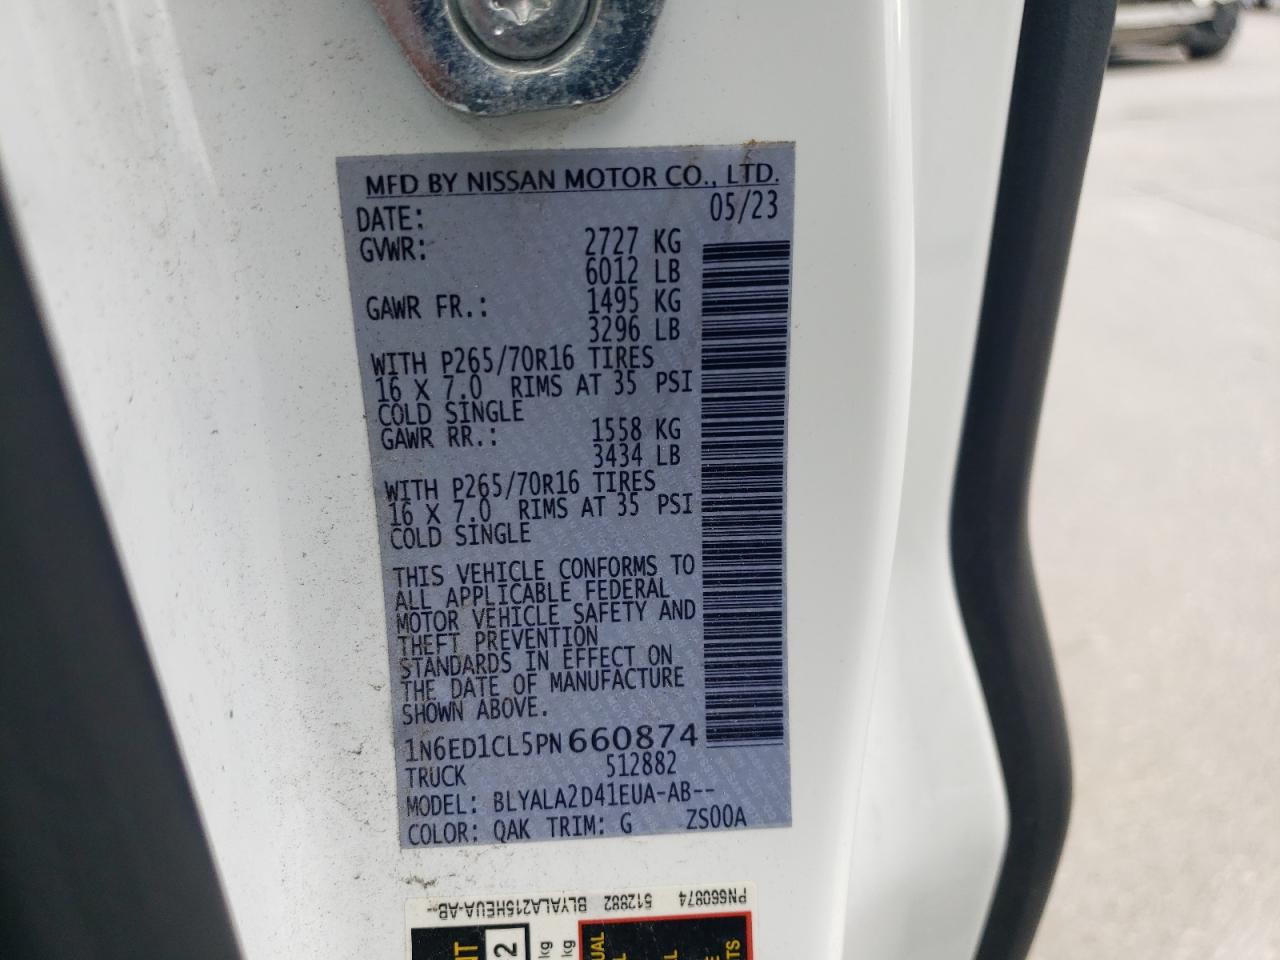 MFD BY NISSAN MOTOR CO., LTD.
DATE: 05/23
GVWR: 2727 KG
6012 LB
GAWR FR.: 1495 KG
3296 LB
WITH P265/70R16 TIRES
16 X 7.0 RIMS AT 35 PSI
COLD SINGLE
GAWR RR.: 1558 KG
3434 LB
WITH P265/70R16 TIRES
16 X 7.0 RIMS AT 35 PSI
COLD SINGLE
THIS VEHICLE CONFORMS TO
ALL APPLICABLE FEDERAL
MOTOR VEHICLE SAFETY AND
THEFT PREVENTION
STANDARDS IN EFFECT ON
THE DATE OF MANUFACTURE
SHOWN ABOVE.
1N6ED1CL5PN660874
TRUCK 512882
MODEL: BLYALA2D41EUA-AB--
COLOR: QAK TRIM: G ZS00A
PN660874 512882 BLYALA215HEUA-AB--
2
kg
kg